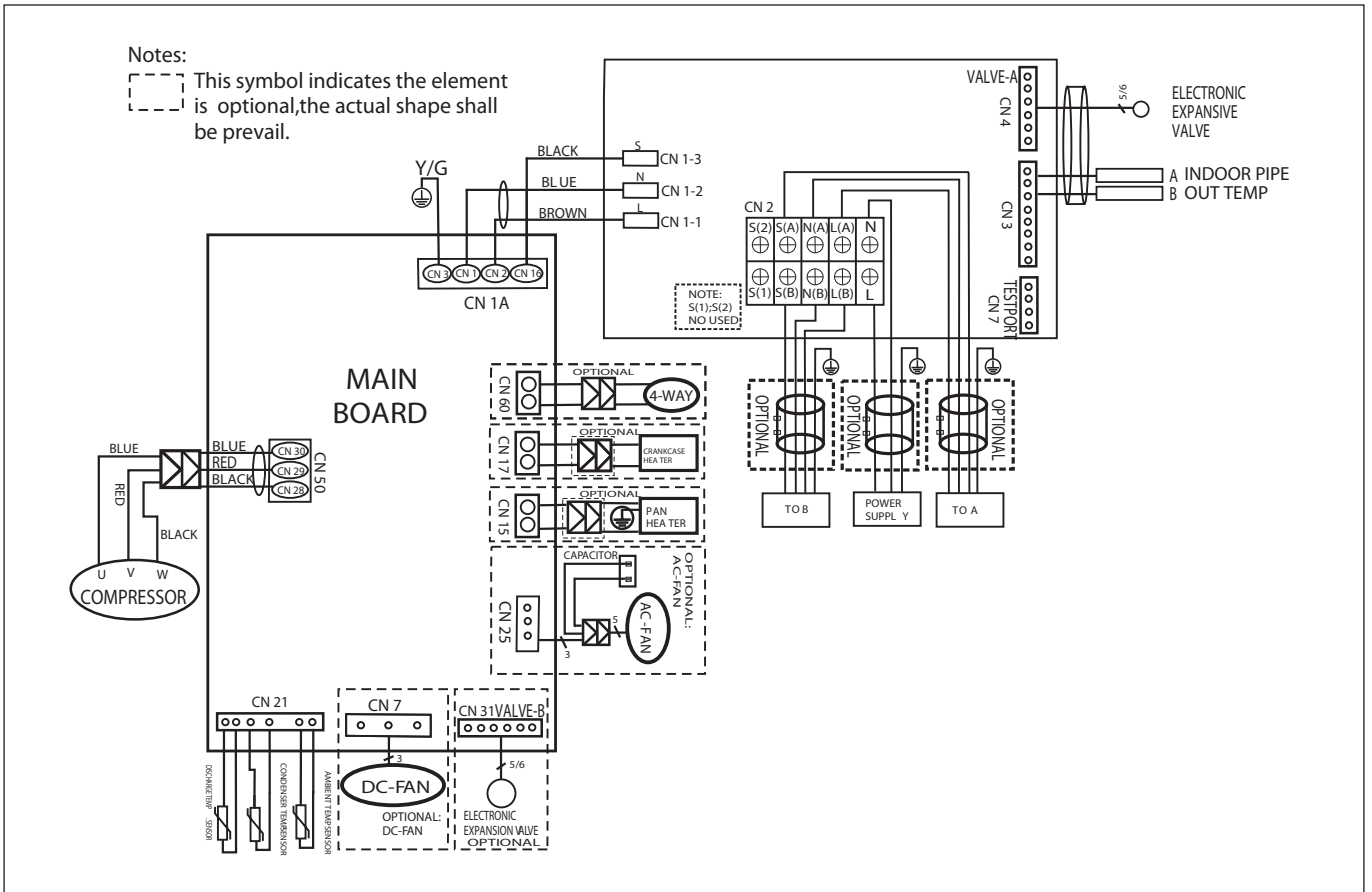 Notes:
This symbol indicates the element
is optional,the actual shape shall
be prevail.
Y/G
BLACK
BLUE
BROWN
S
CN 1-3
N
CN 1-2
L
CN 1-1
CN 3
CN 1
CN 2
CN 16
CN 1A
MAIN
BOARD
VALVE-A
CN 4
5/6
ELECTRONIC
EXPANSIVE
VALVE
CN 3
A INDOOR PIPE
B OUT TEMP
TESTPORT
CN 7
CN 2
S(2) S(A) N(A) L(A) N
S(1) S(B) N(B) L(B) L
NOTE:
S(1);S(2)
NO USED
OPTIONAL
OPTIONAL
OPTIONAL
TO B
POWER
SUPPL Y
TO A
CN 60
OPTIONAL
4-WAY
CN 17
OPTIONAL
CRANKCASE
HEA TER
CN 15
OPTIONAL
PAN
HEA TER
CN 25
CAPACITOR
3
5
AC-FAN
OPTIONAL:
AC-FAN
BLUE
RED
BLACK
BLUE
RED
BLACK
CN 30
CN 29
CN 28
CN 50
U V W
COMPRESSOR
CN 21
DISCHARGE TEMP
. SENSOR
CONDENSER TEMP.SENSOR
AMBIENT TEMP.SENSOR
CN 7
3
DC-FAN
OPTIONAL:
DC-FAN
CN 31 VALVE-B
5/6
ELECTRONIC
EXPANSION VALVE
OPTIONAL